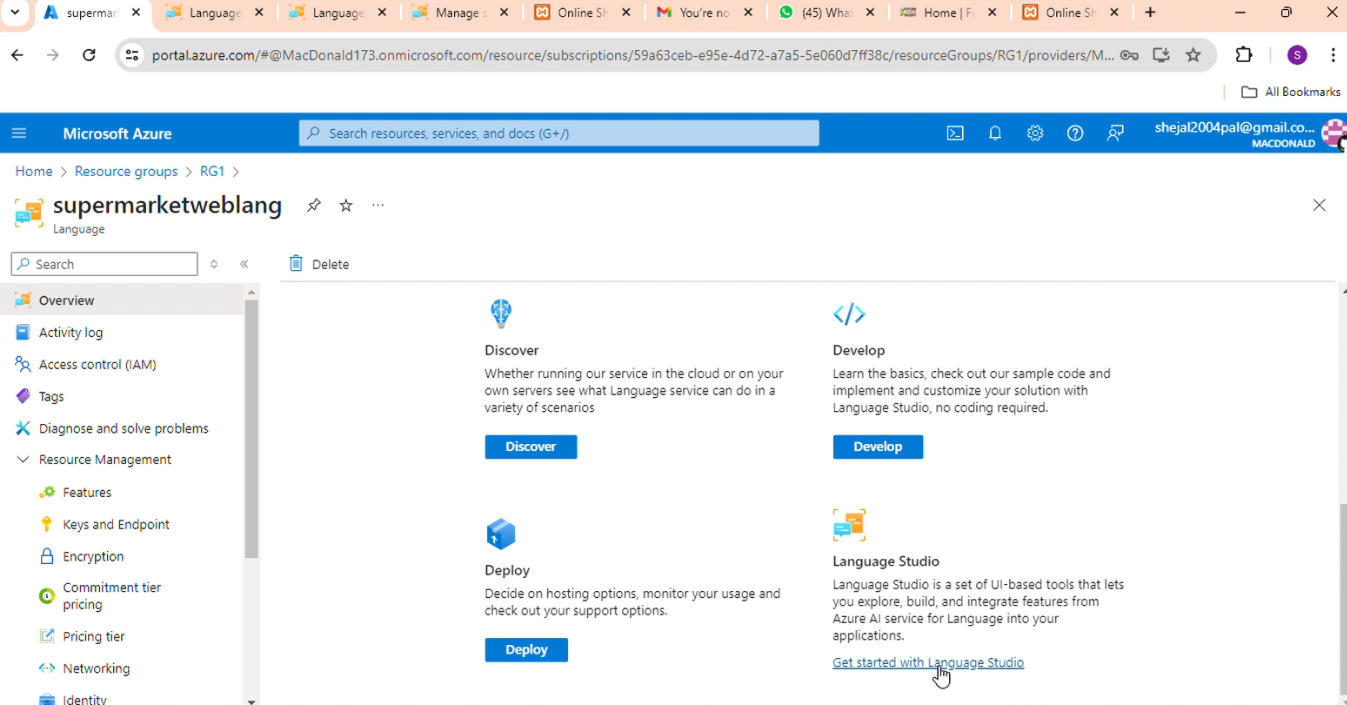 supermar
Language
Language
Manage s
Online Sh
You're no
(45) What
Home | Fu
Online Sh
portal.azure.com/#@MacDonald173.onmicrosoft.com/resource/subscriptions/59a63ceb-e95e-4d72-a7a5-5e060d7ff38c/resourceGroups/RG1/providers/M...
S
All Bookmarks
Microsoft Azure
Search resources, services, and docs (G+/)
shejal2004pal@gmail.co...
MACDONALD
Home > Resource groups > RG1 >
supermarketweblang
Language
Search
Delete
Overview
Activity log
Access control (IAM)
Tags
Diagnose and solve problems
Resource Management
Features
Keys and Endpoint
Encryption
Commitment tier
pricing
Pricing tier
Networking
Identity
Discover
Whether running our service in the cloud or on your
own servers see what Language service can do in a
variety of scenarios
Discover
Develop
Learn the basics, check out our sample code and
implement and customize your solution with
Language Studio, no coding required.
Develop
Deploy
Decide on hosting options, monitor your usage and
check out your support options.
Deploy
Language Studio
Language Studio is a set of UI-based tools that lets
you explore, build, and integrate features from
Azure AI service for Language into your
applications.
Get started with Language Studio